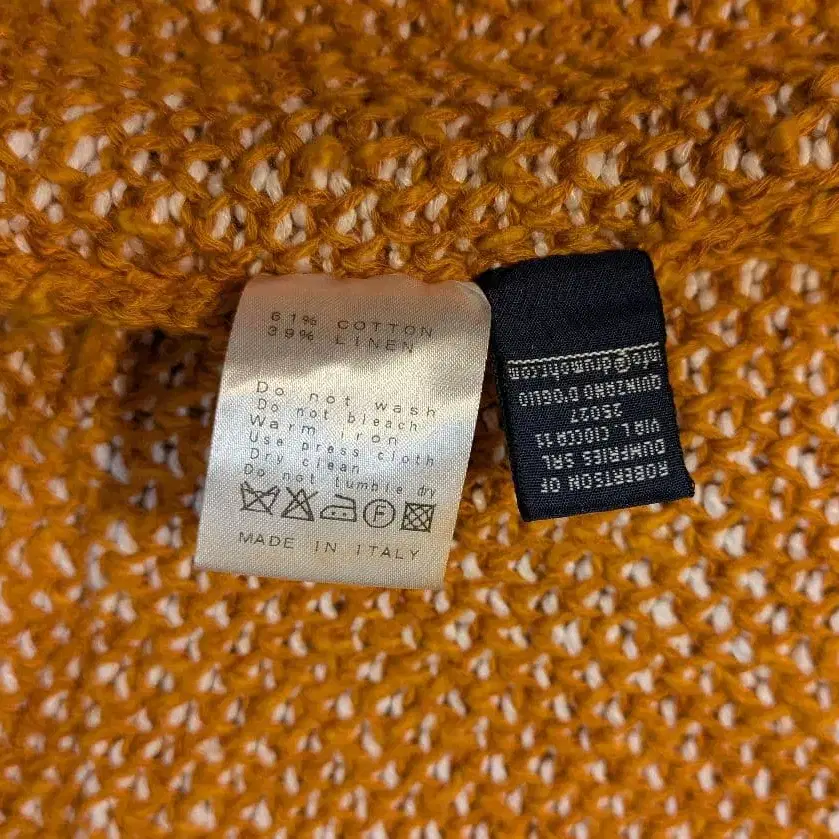 61% COTTON
39% LINEN
Do not wash
Do not bleach
Warm iron
Use press cloth
Dry clean
Do not tumble dry
F
MADE IN ITALY
ROBERTSON OF
DUMFRIES SRL
VIA L. CIOCCA 11
25027
QUINZANO D'OGLIO
info@drumohr.com